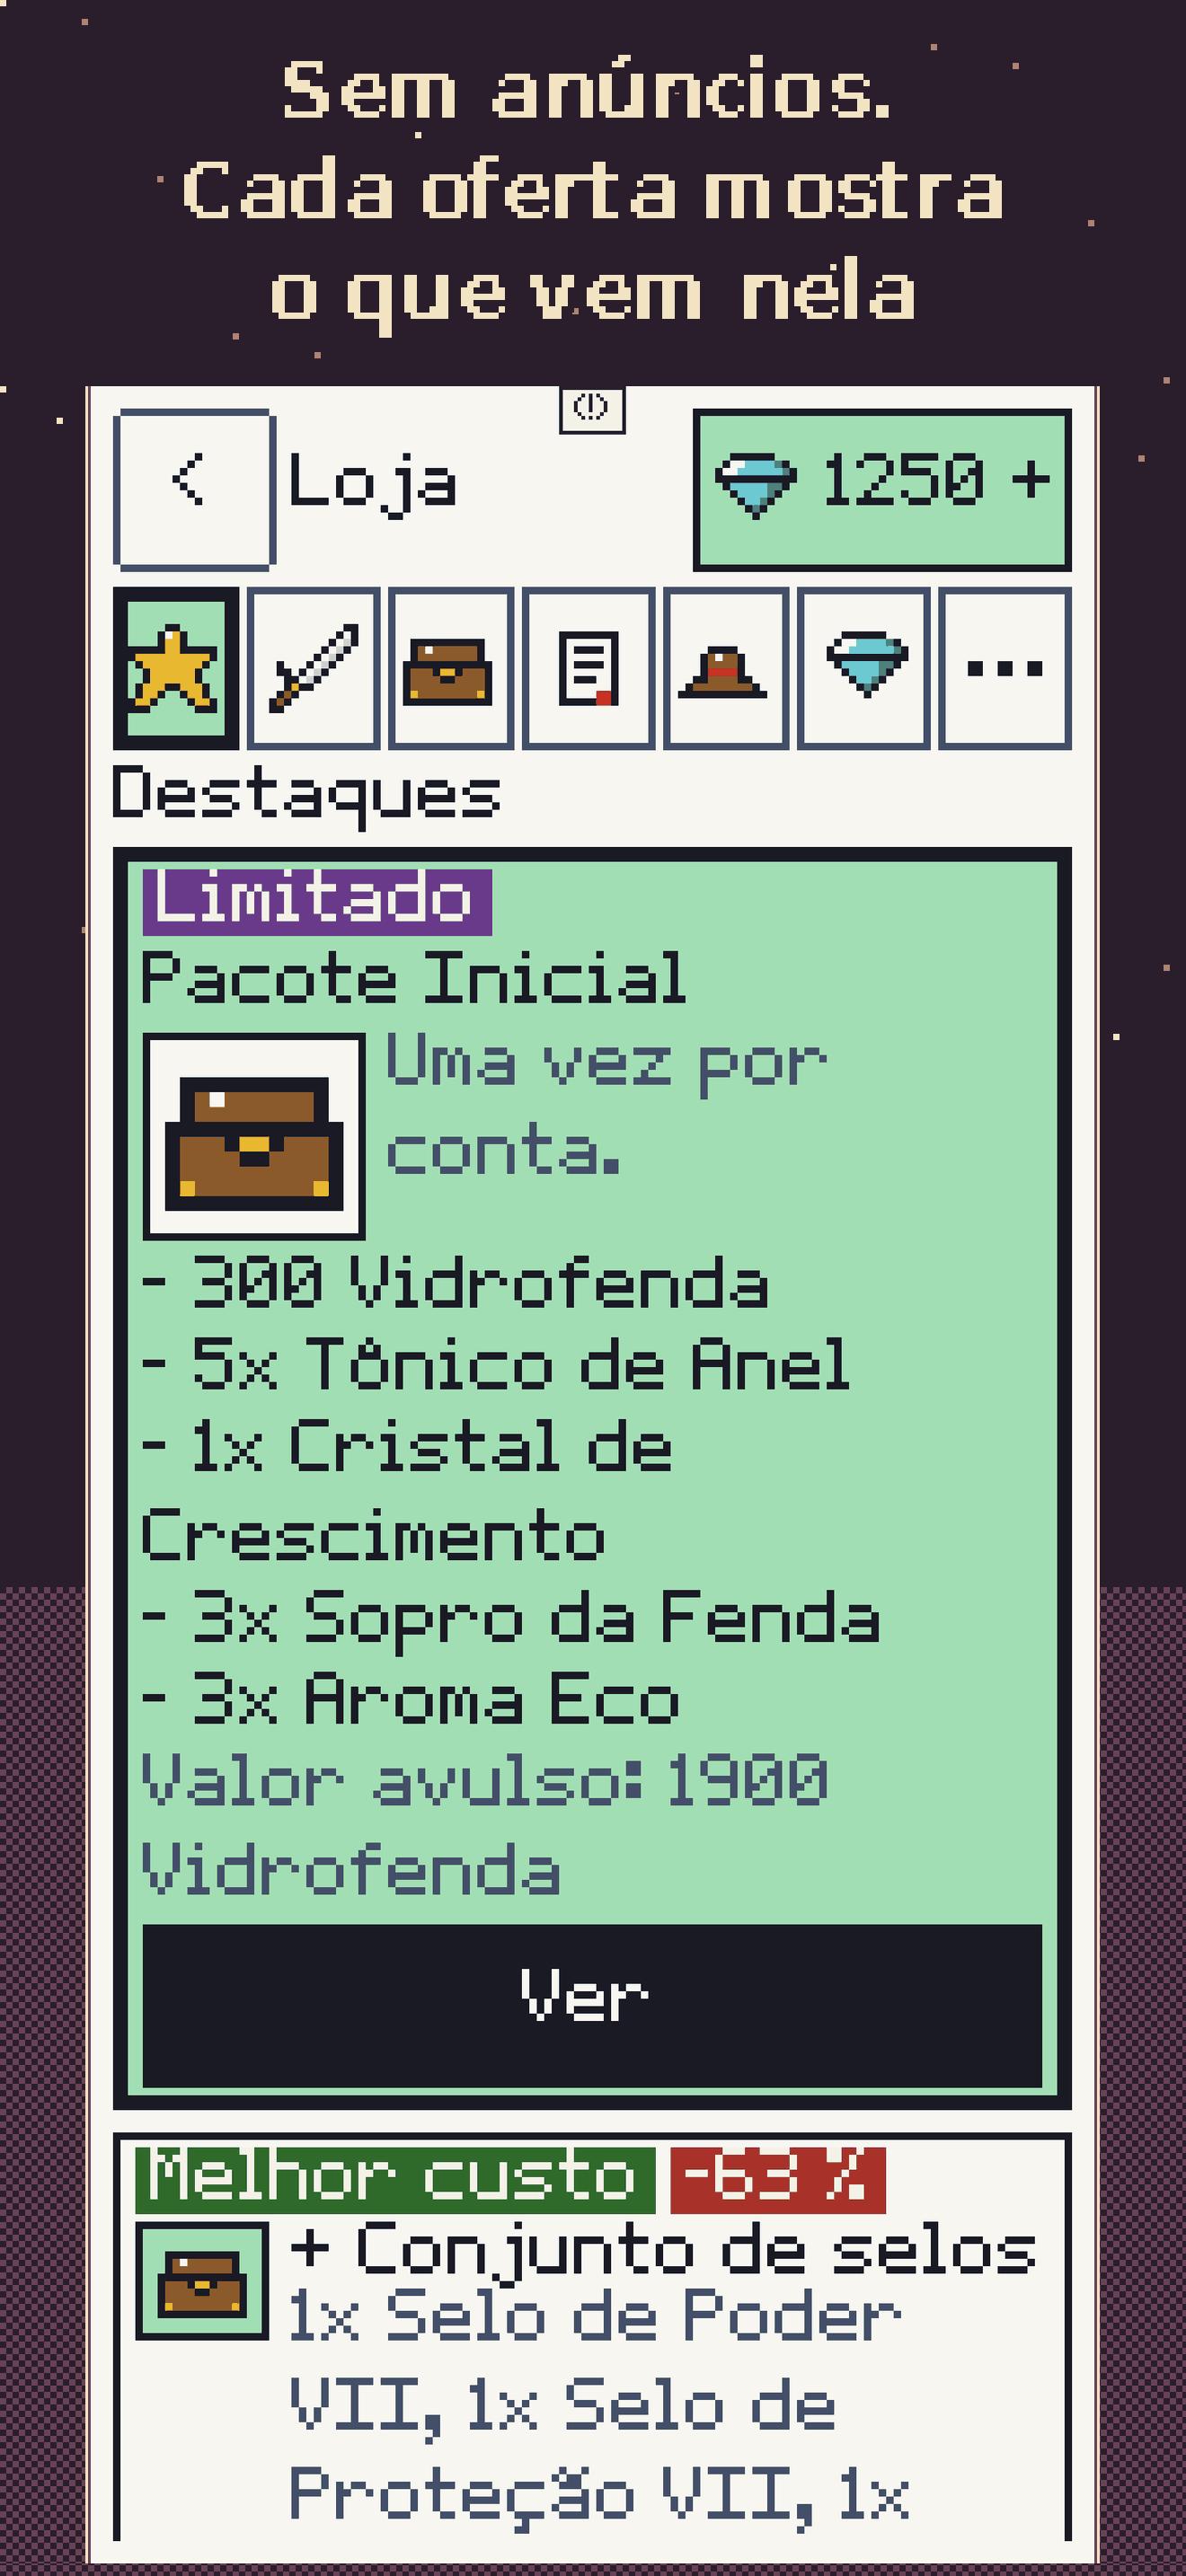 Sem anúncios.
Cada oferta mostra
o que vem nela
Loja
1250 +
Destaques
Limitado
Pacote Inicial
Uma vez por
conta.
- 300 Vidrofenda
- 5x Tônico de Anel
- 1x Cristal de
Crescimento
- 3x Sopro da Fenda
- 3x Aroma Eco
Valor avulso: 1900
Vidrofenda
Ver
Melhor custo -63 %
+ Conjunto de selos
1x Selo de Poder
VII, 1x Selo de
Proteção VII, 1x